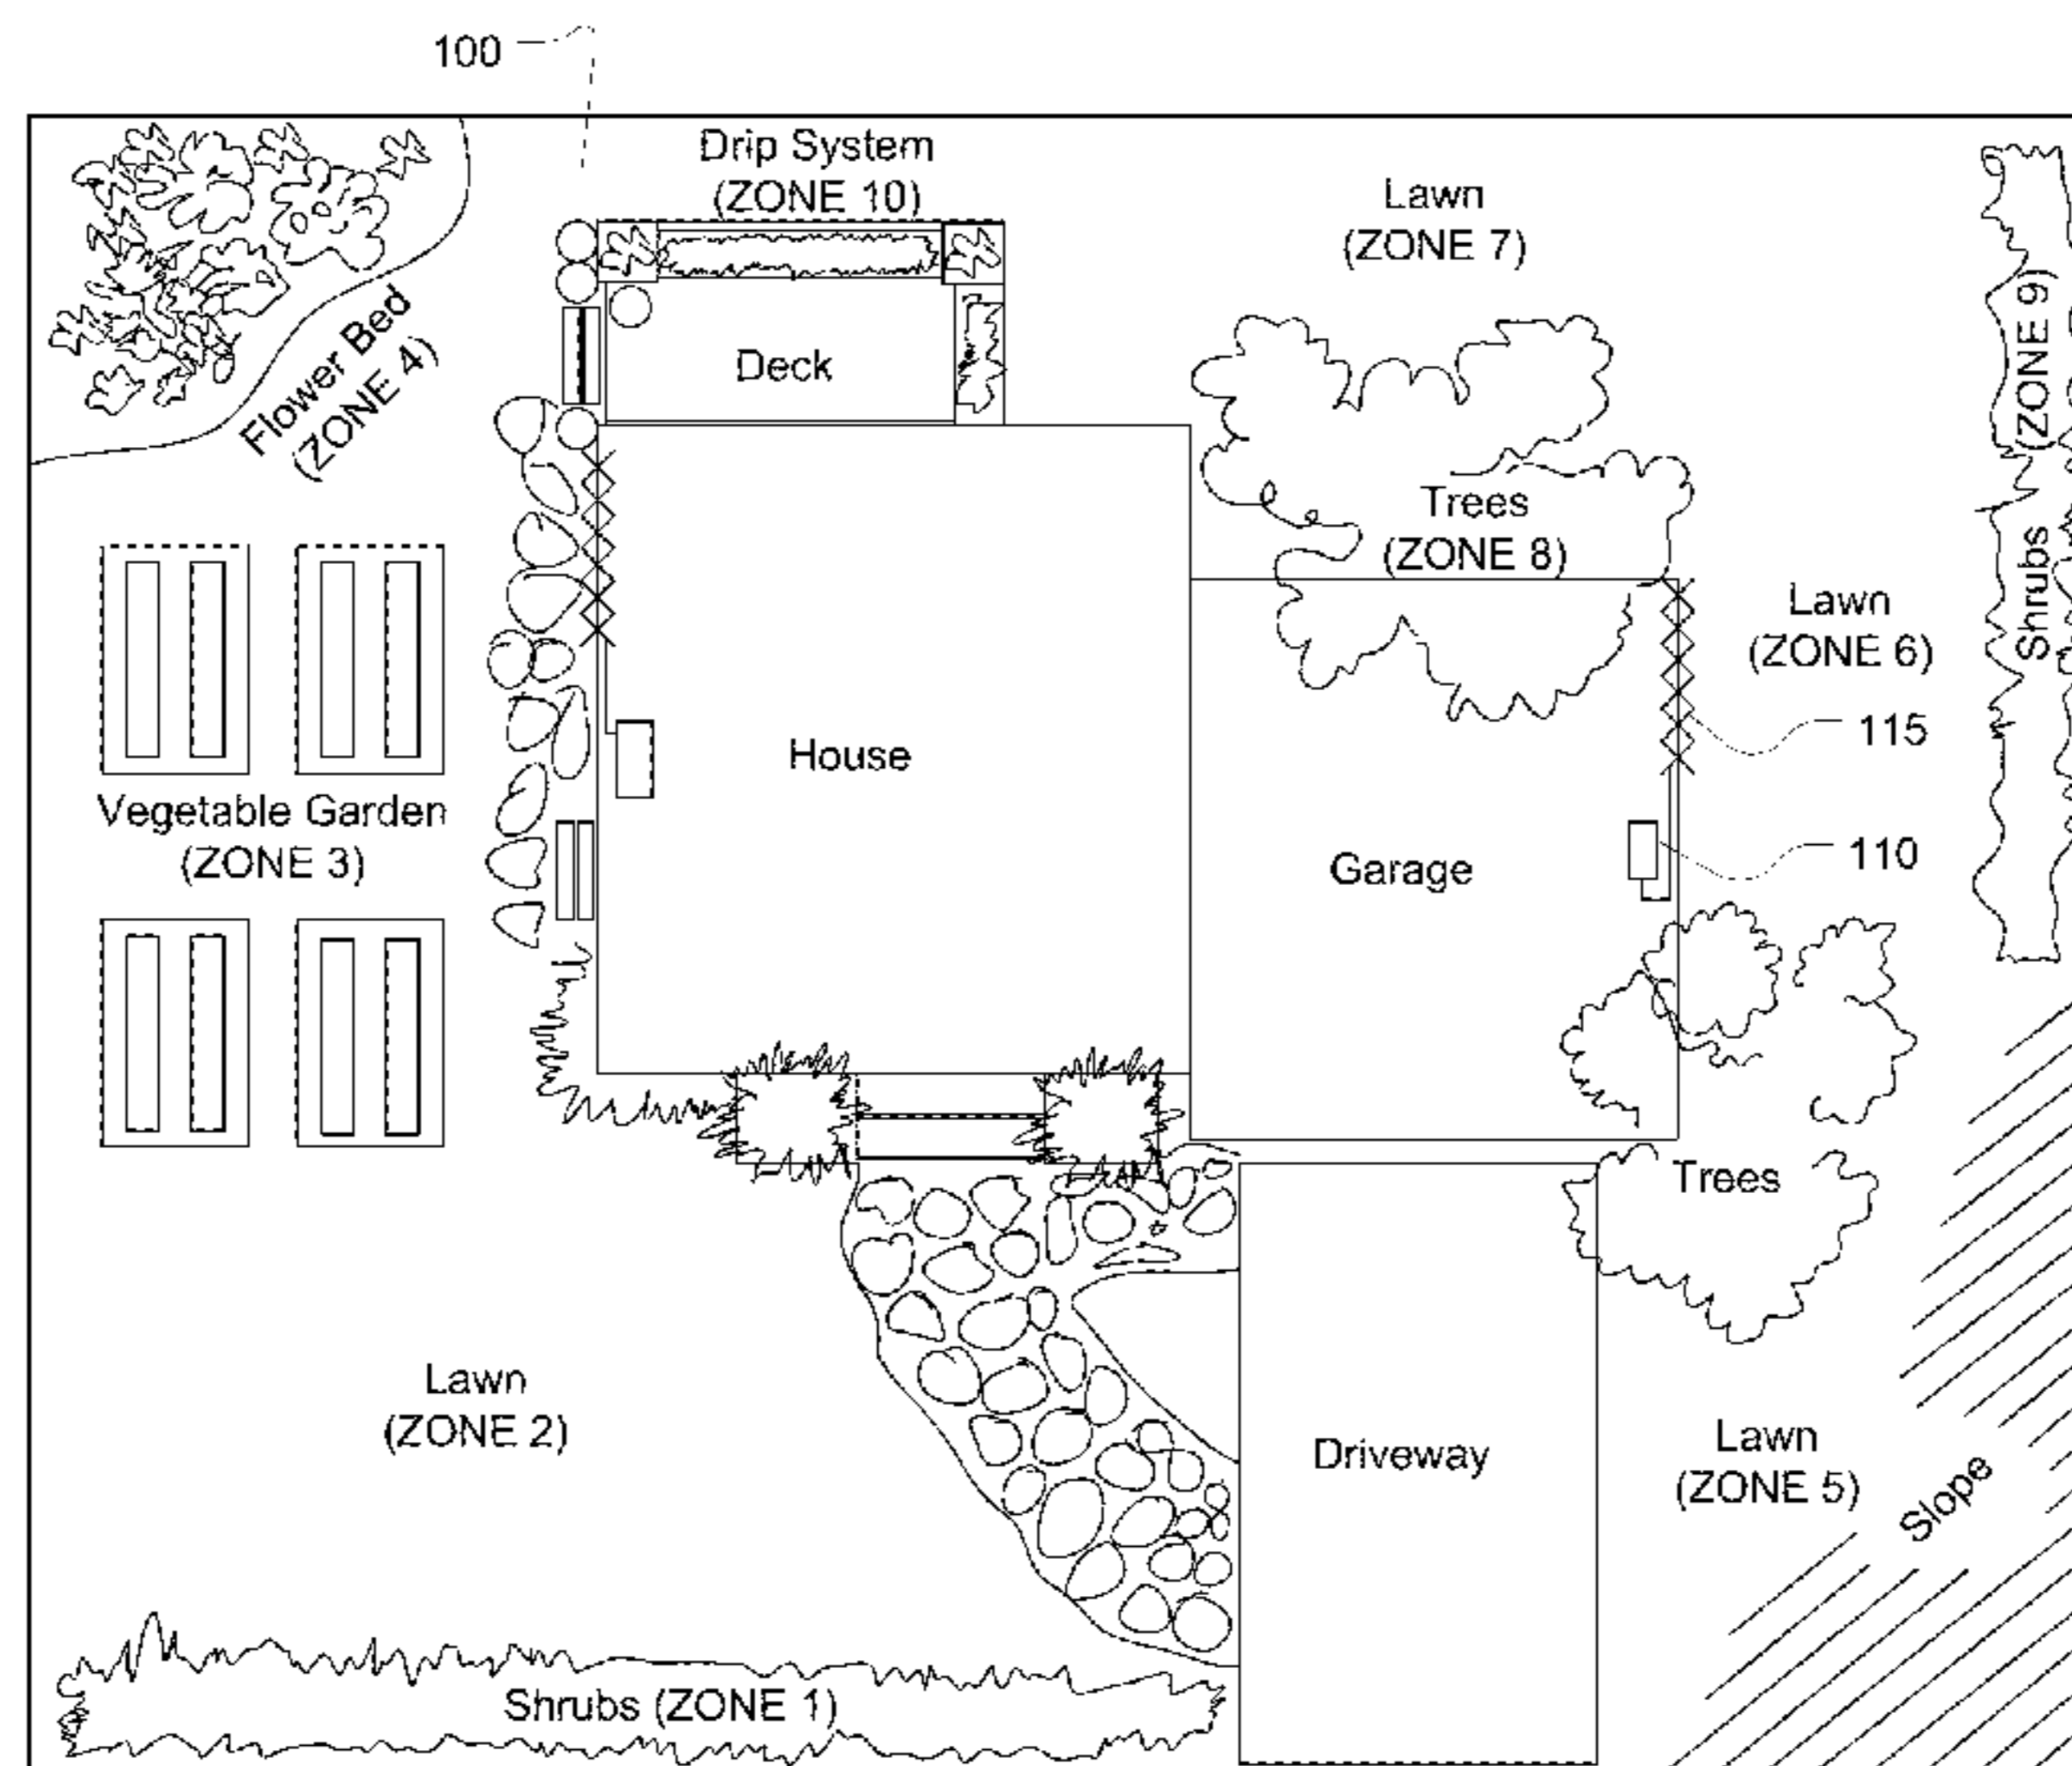 100
Drip System
(ZONE 10)
Lawn
(ZONE 7)
Flower Bed
(ZONE 4)
Deck
Shrubs (ZONE 9)
Trees
(ZONE 8)
Lawn
(ZONE 6)
115
House
Vegetable Garden
(ZONE 3)
Garage
110
Trees
Lawn
(ZONE 2)
Driveway
Lawn
(ZONE 5)
Slope
Shrubs (ZONE 1)